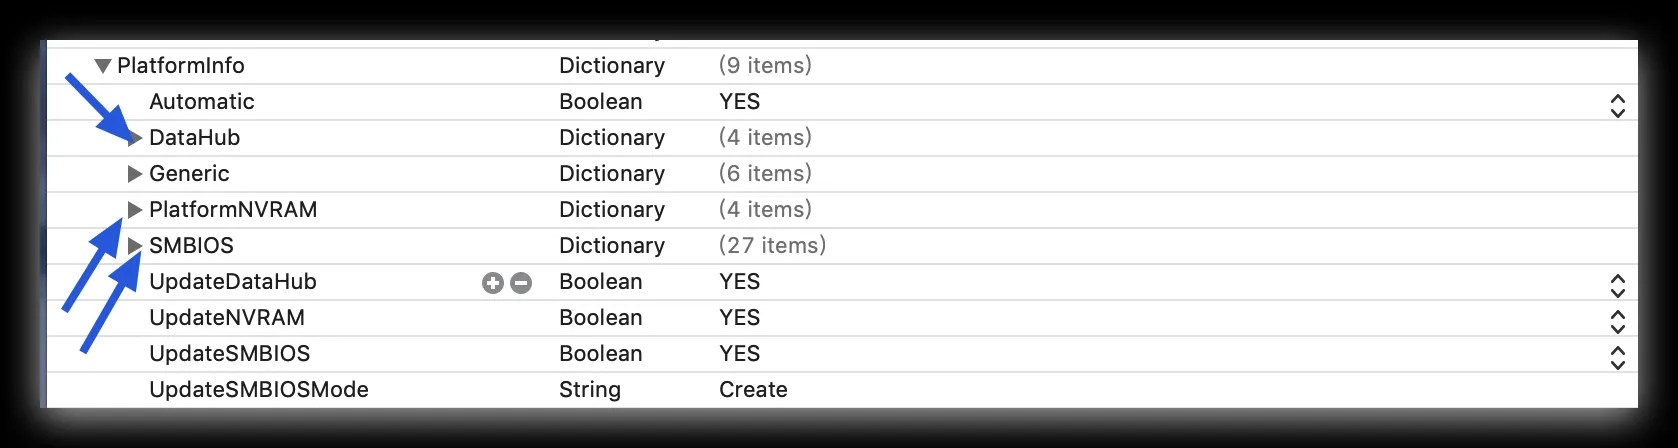 PlatformInfo Dictionary (9 items)
Automatic Boolean YES
DataHub Dictionary (4 items)
Generic Dictionary (6 items)
PlatformNVRAM Dictionary (4 items)
SMBIOS Dictionary (27 items)
UpdateDataHub Boolean YES
UpdateNVRAM Boolean YES
UpdateSMBIOS Boolean YES
UpdateSMBIOSMode String Create